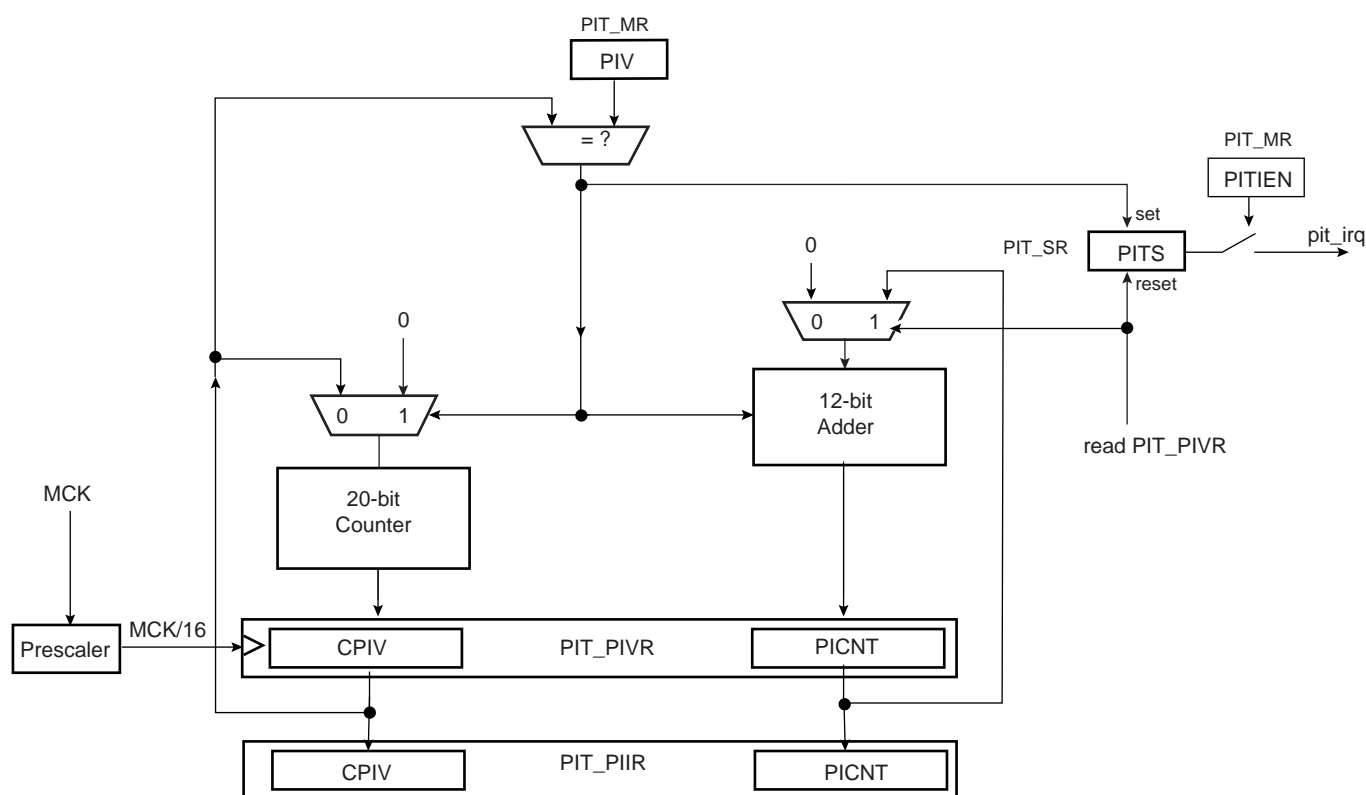 PIT_MR
PIV
= ?
PIT_MR
PITIEN
set
0
PIT_SR
PITS
pit_irq
reset
0
0 1
0 1
12-bit
Adder
read PIT_PIVR
MCK
20-bit
Counter
MCK/16
Prescaler
CPIV
PIT_PIVR
PICNT
CPIV
PIT_PIIR
PICNT